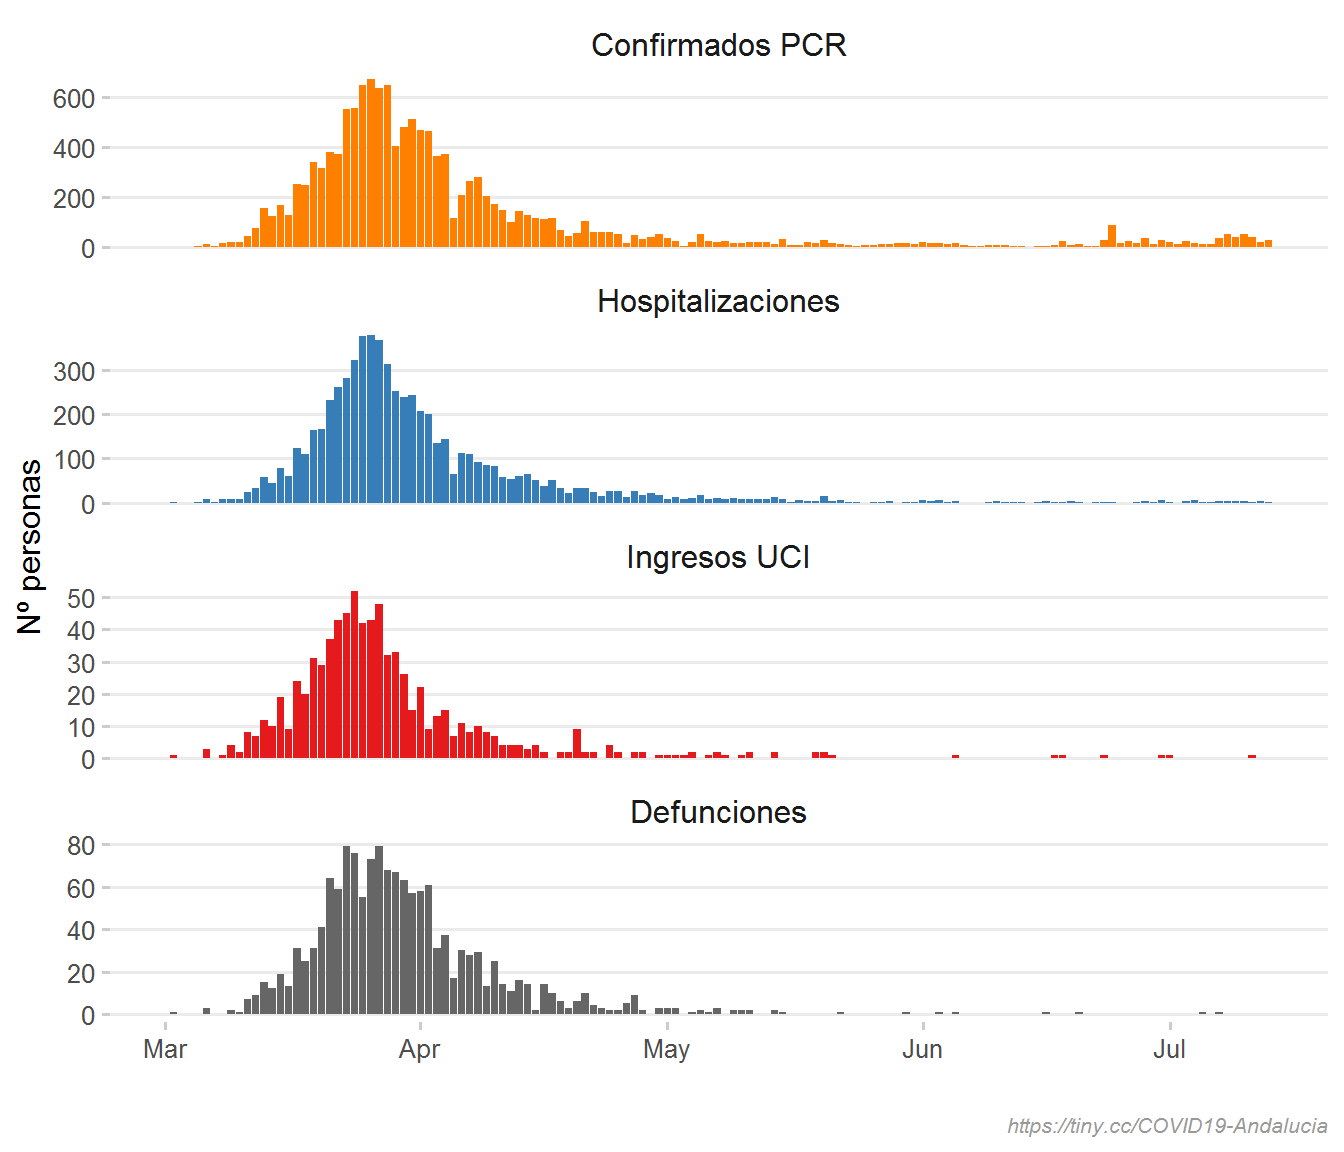 Confirmados PCR
600
400
200
0
Hospitalizaciones
300
200
100
0
Nº personas
Ingresos UCI
50
40
30
20
10
0
Defunciones
80
60
40
20
0
Mar Apr May Jun Jul
https://tiny.cc/COVID19-Andalucia